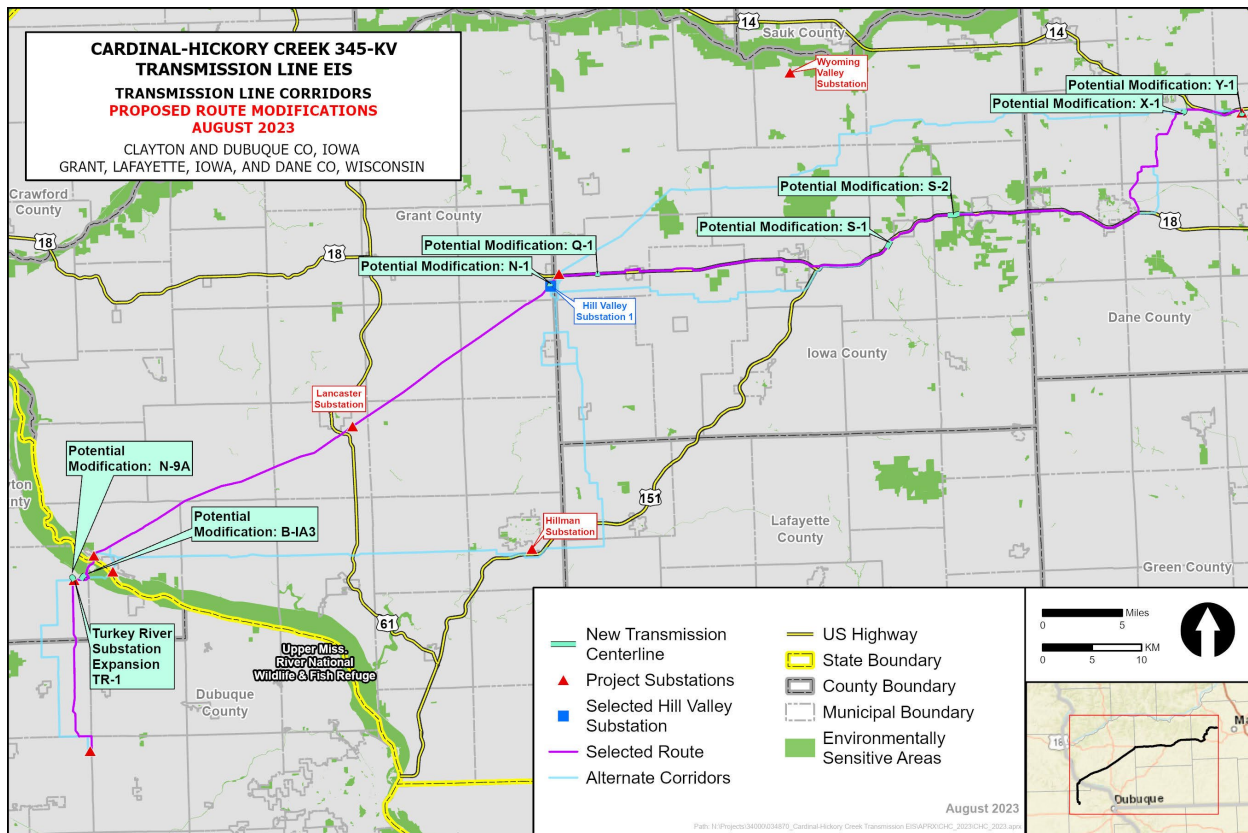 CARDINAL-HICKORY CREEK 345-KV
TRANSMISSION LINE EIS
TRANSMISSION LINE CORRIDORS
PROPOSED ROUTE MODIFICATIONS
AUGUST 2023
CLAYTON AND DUBUQUE CO, IOWA
GRANT, LAFAYETTE, IOWA, AND DANE CO, WISCONSIN
14
Sauk County
14
Wyoming
Valley
Substation
Potential Modification: Y-1
Potential Modification: X-1
Crawford
County
Grant County
Potential Modification: S-2
18
18
Potential Modification: Q-1
Potential Modification: S-1
18
Potential Modification: N-1
Hill Valley
Substation 1
Dane County
Iowa County
Lancaster
Substation
Potential
Modification: N-9A
yton
nty
151
Potential
Modification: B-IA3
Hillman
Substation
Lafayette
County
Green County
Turkey River
Substation
Expansion
TR-1
61
Upper Miss.
River National
Wildlife & Fish Refuge
Dubuque
County
New Transmission
Centerline
Project Substations
Selected Hill Valley
Substation
Selected Route
Alternate Corridors
US Highway
State Boundary
County Boundary
Municipal Boundary
Environmentally
Sensitive Areas
August 2023
Miles
0 5
KM
0 5 10
18
Ma
Dubuque